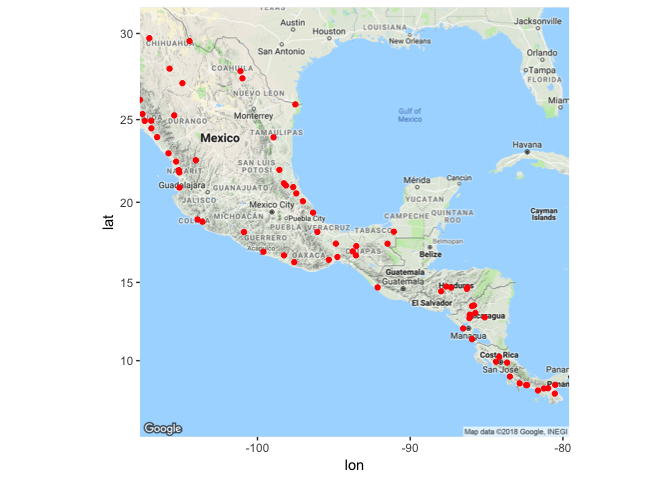 TEXAS
Austin
Houston
San Antonio
LOUISIANA
New Orleans
Jacksonville
Orlando
Tampa
FLORIDA
Miam
CHIHUAHUA
COAHUILA
NUEVO LEON
Monterrey
DURANGO
Mexico
TAMAULIPAS
Gulf of
Mexico
Havana
SAN LUIS
POTOSI
NAYARIT
Guadalajara
GUANAJUATO
JALISCO
Mexico City
MICHOACÁN
Puebla City
PUEBLA
VERACRUZ
TABASCO
GUERRERO
Acapulco
OAXACA
CHIAPAS
Mérida
Cancún
YUCATAN
CAMPECHE
QUINTANA
ROO
Belmopan
Belize
Cayman
Islands
Guatemala
Guatemala
Honduras
El Salvador
Nicaragua
Managua
Costa Rica
San José
Panam
Google
Map data ©2018 Google, INEGI
30
25
20
15
10
-100
-90
-80
lon
lat